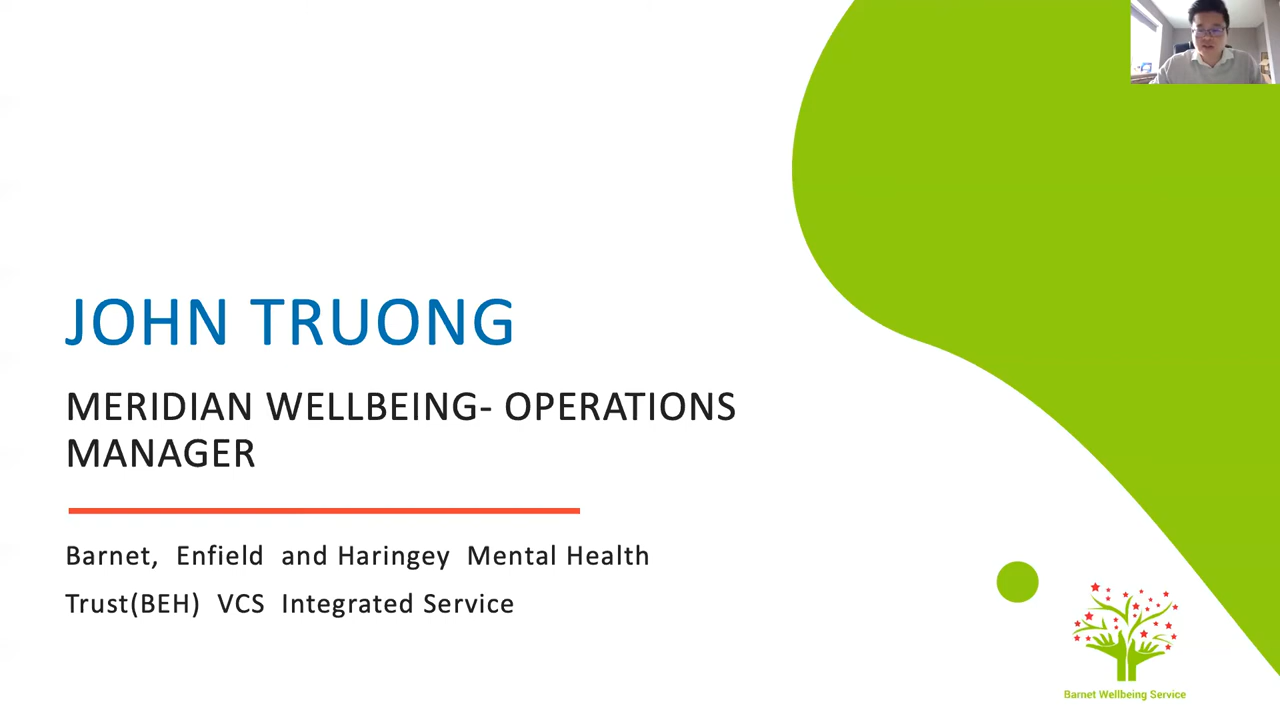 JOHN TRUONG
MERIDIAN WELLBEING- OPERATIONS
MANAGER
Barnet, Enfield and Haringey Mental Health
Trust(BEH) VCS Integrated Service
Barnet Wellbeing Service